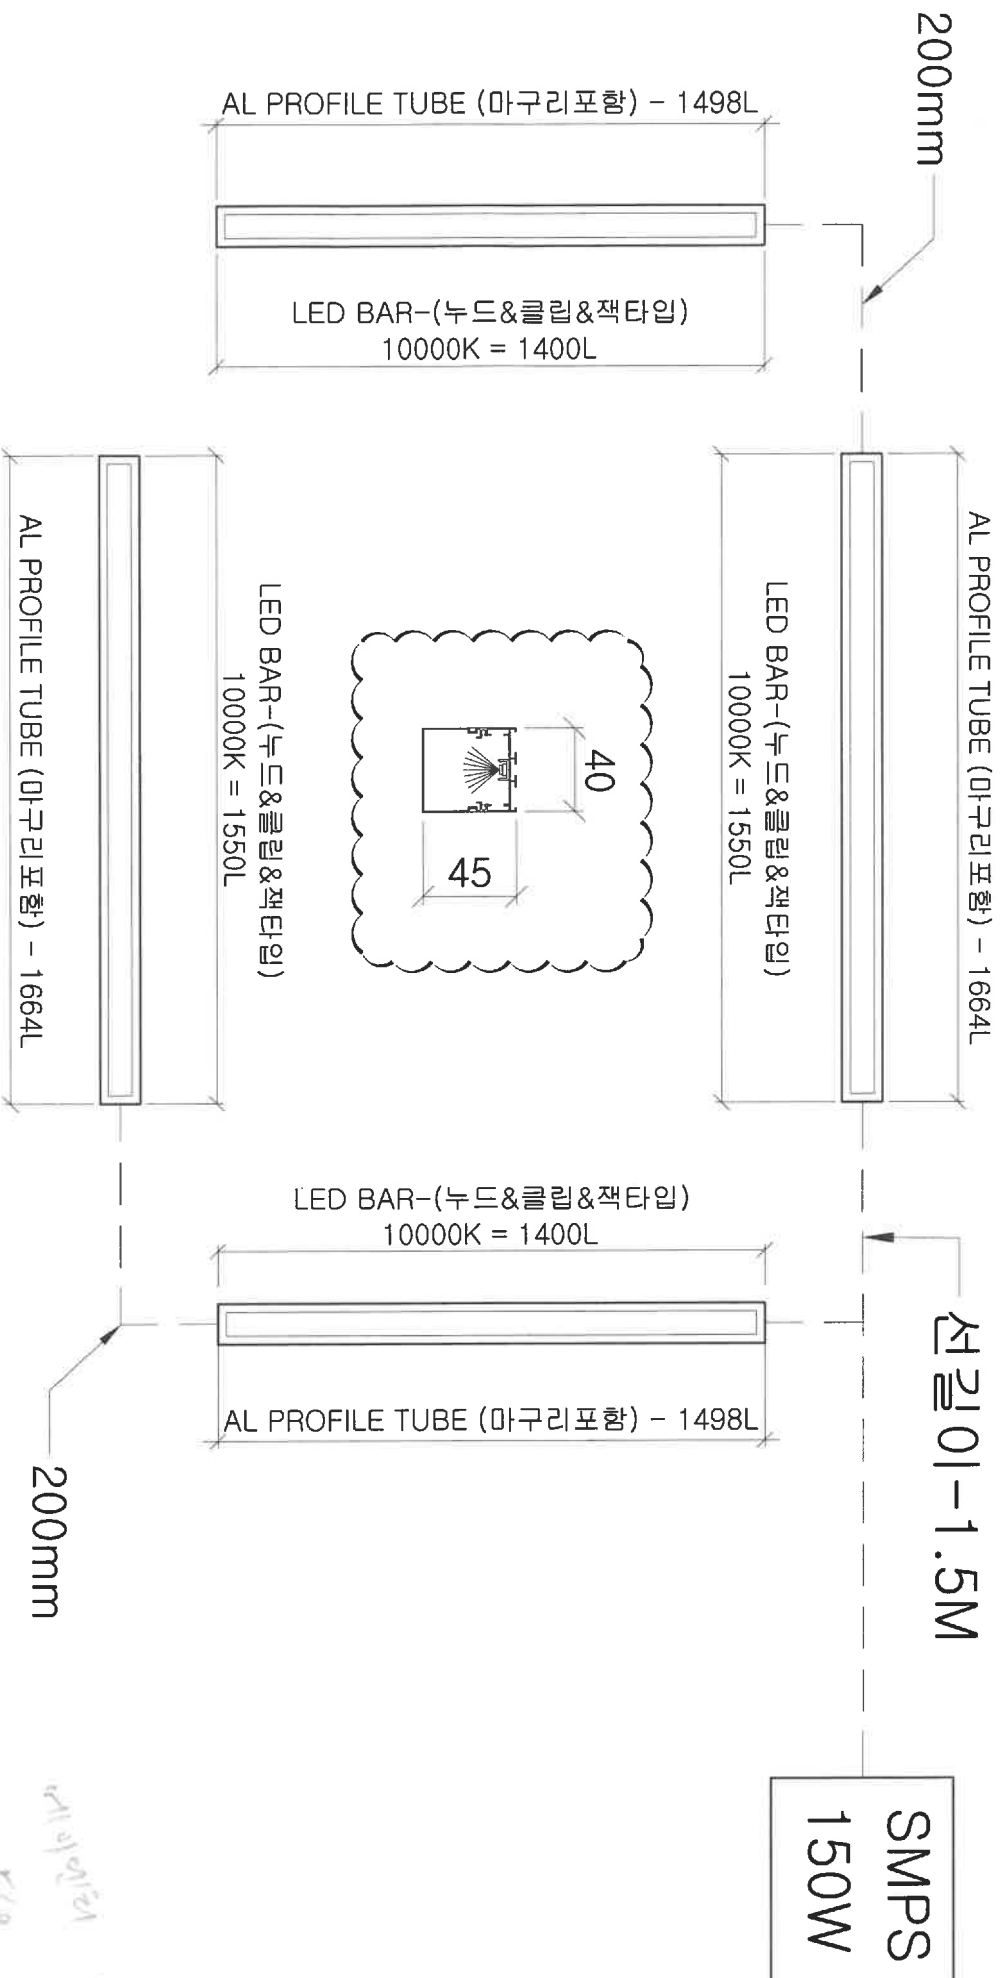 200mm
AL PROFILE TUBE (마구리포함) - 1498L
LED BAR-(누드&클립&잭타입)
10000K = 1400L
AL PROFILE TUBE (마구리포함) - 1664L
LED BAR-(누드&클립&잭타입)
10000K = 1550L
40
45
LED BAR-(누드&클립&잭타입)
10000K = 1550L
AL PROFILE TUBE (마구리포함) - 1664L
LED BAR-(누드&클립&잭타입)
10000K = 1400L
AL PROFILE TUBE (마구리포함) - 1498L
선길이-1.5M
200mm
SMPS
150W